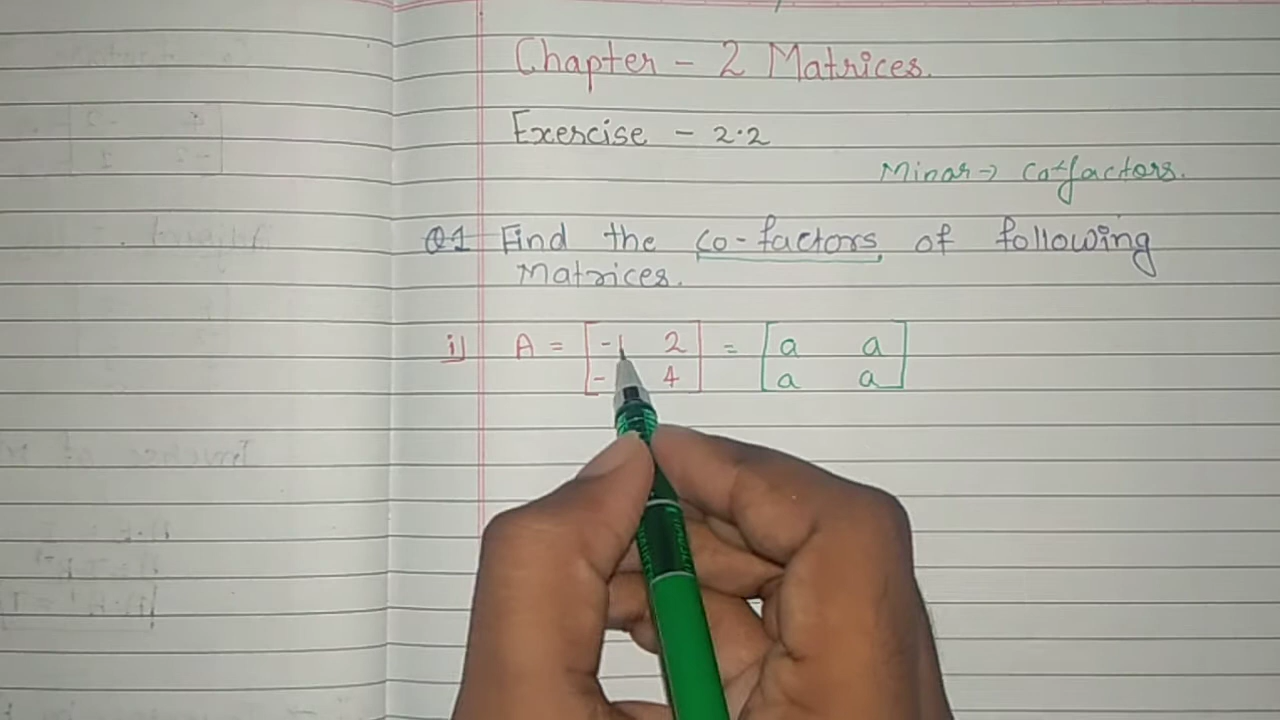 Chapter - 2 Matrices.
Exercise - 2.2
Minar → Co-factors.
Q1 Find the co-factors of following
Matrices.
i) A = [-1 2] = [a a]
[- 4] [a a]